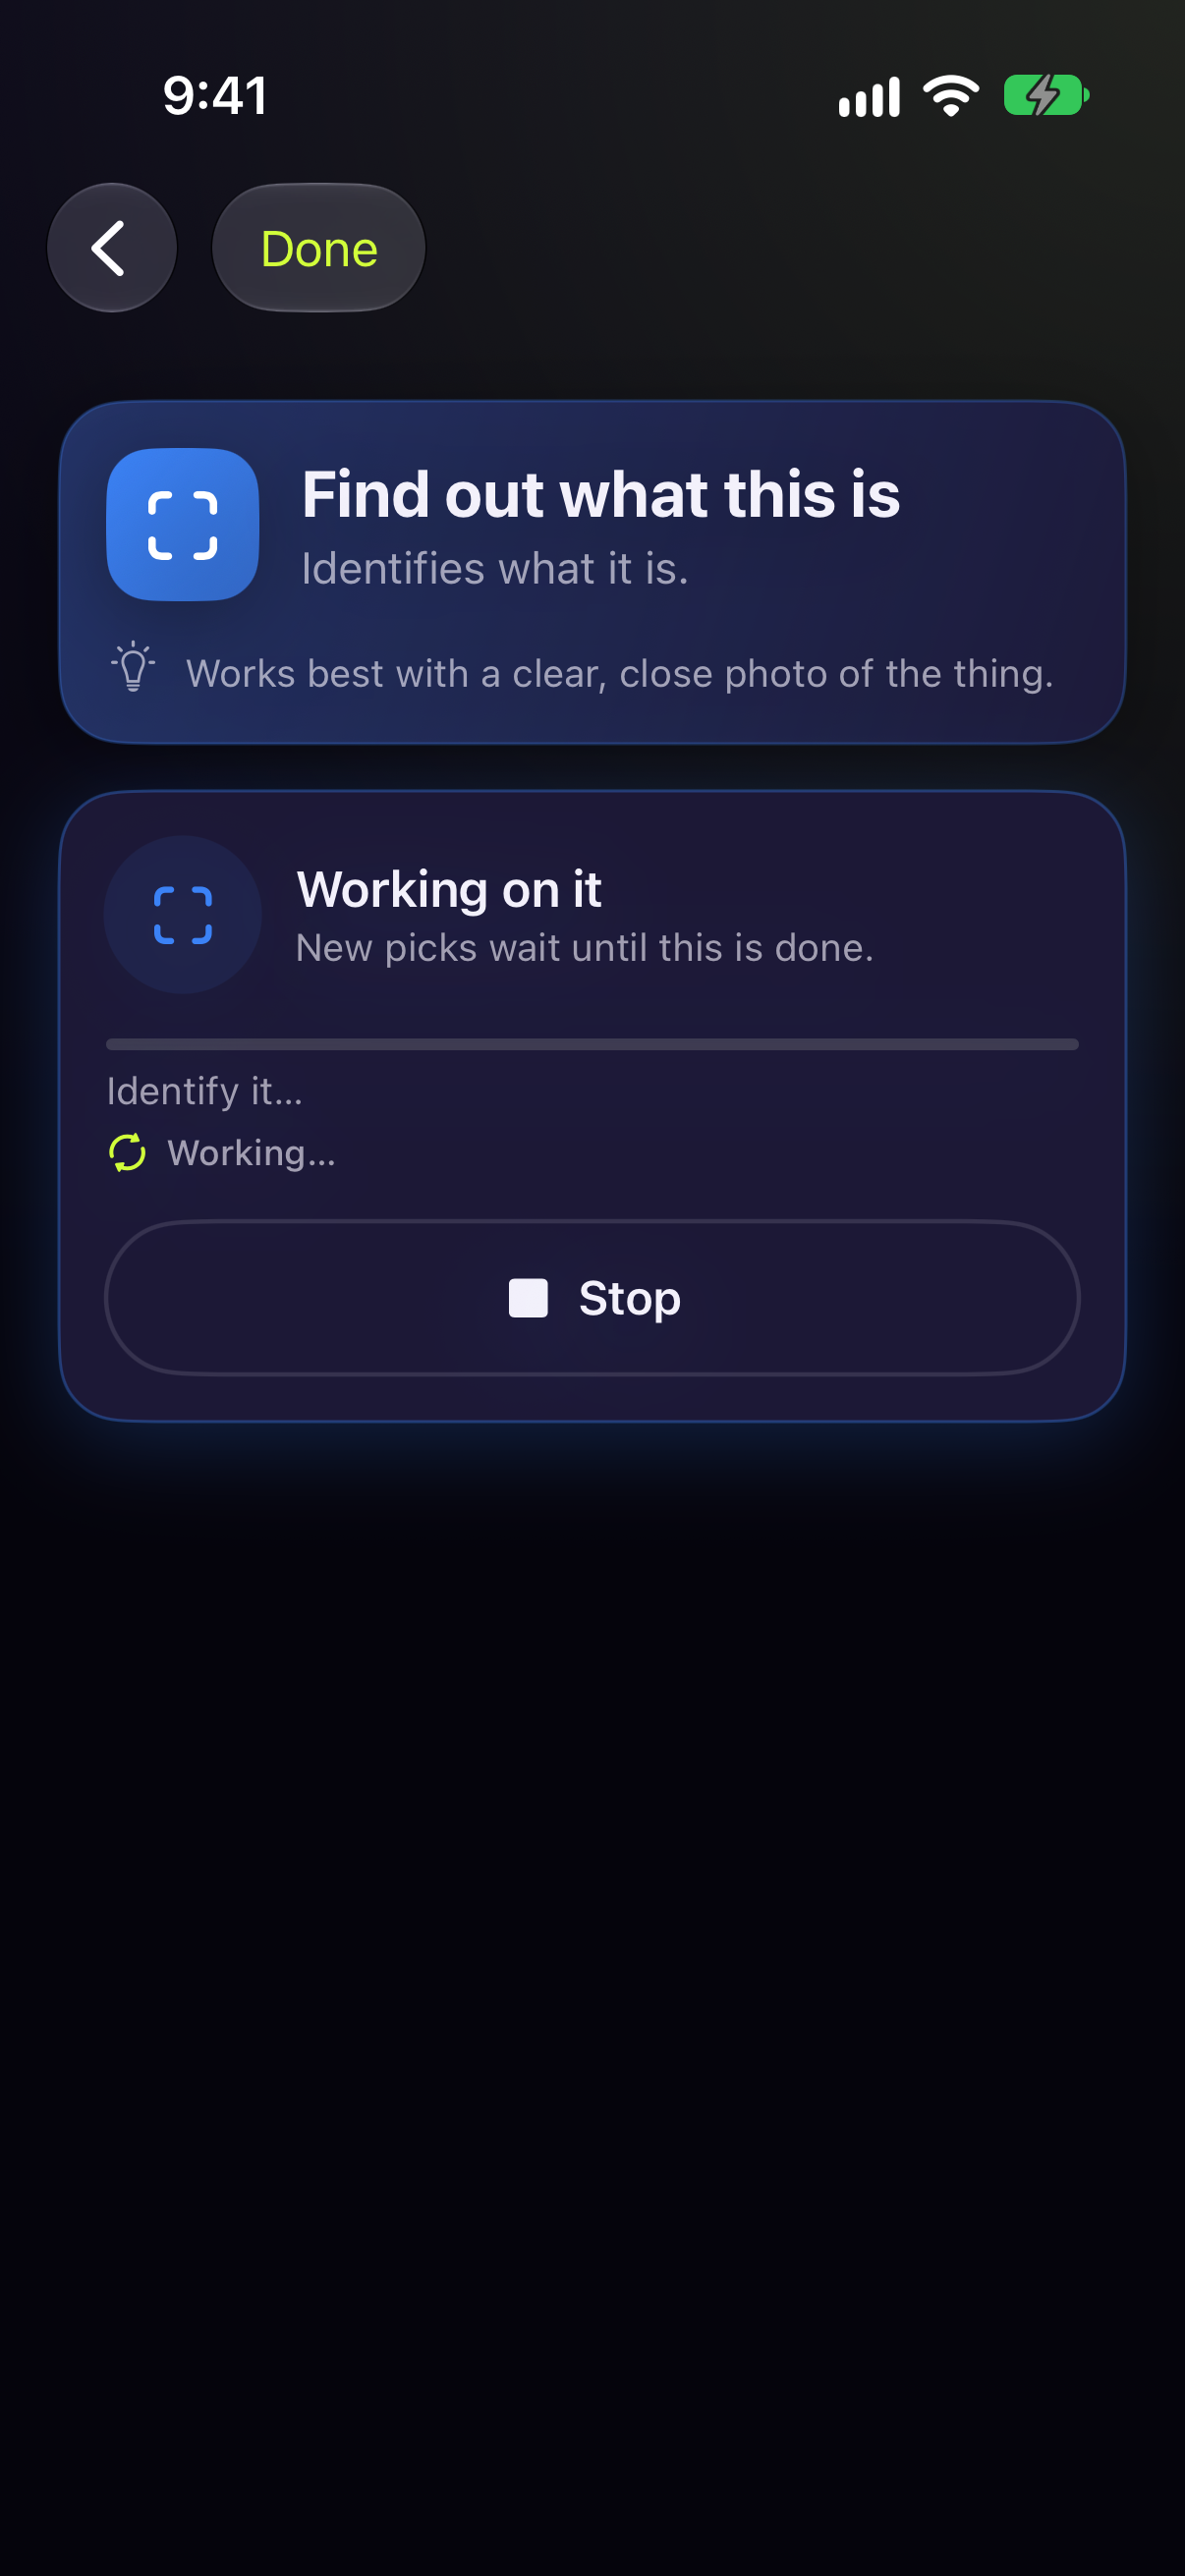 9:41
Done
Find out what this is
Identifies what it is.
Works best with a clear, close photo of the thing.
Working on it
New picks wait until this is done.
Identify it...
Working...
Stop